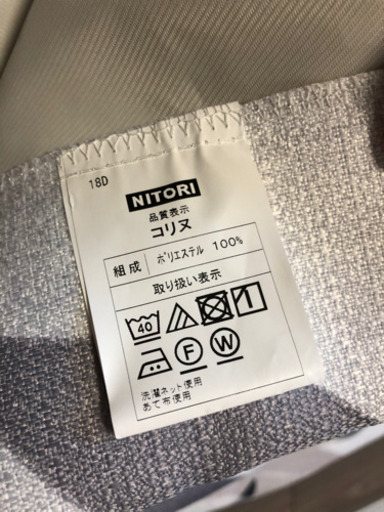 18D
NITORI
品質表示
コリヌ
組成 ポリエステル 100%
取り扱い表示
40
F W
洗濯ネット使用
あて布使用